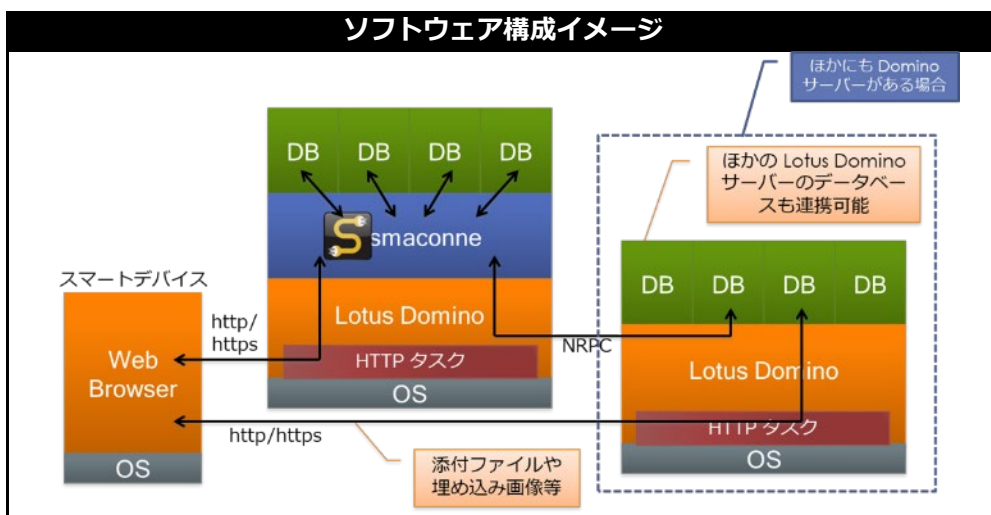 ソフトウェア構成イメージ
ほかにも Domino
サーバーがある場合
DB DB DB DB
ほかの Lotus Domino
サーバーのデータベー
スも連携可能
smaconne
スマートデバイス
DB DB DB DB
http/
https
Lotus Domino
NRPC
Web
Browser
HTTP タスク
Lotus Domino
OS
http/https
HTTP タスク
OS
添付ファイルや
埋め込み画像等
OS